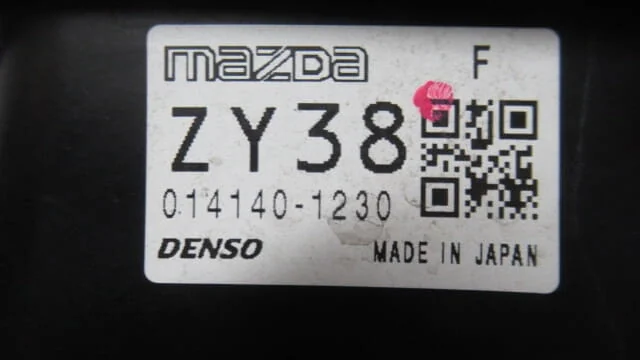 mazda F
ZY38
014140-1230
DENSO MADE IN JAPAN